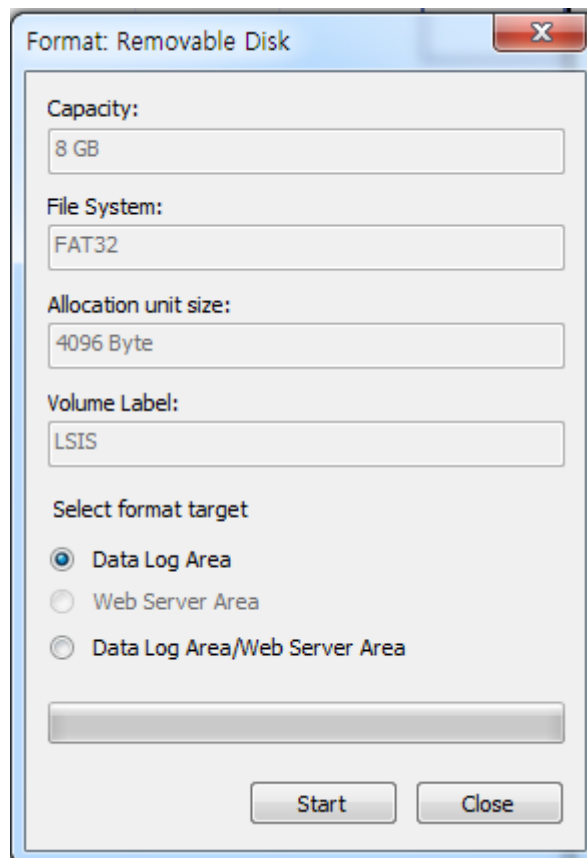 Format: Removable Disk
Capacity:
8 GB
File System:
FAT32
Allocation unit size:
4096 Byte
Volume Label:
LSIS
Select format target
Data Log Area
Web Server Area
Data Log Area/Web Server Area
Start Close